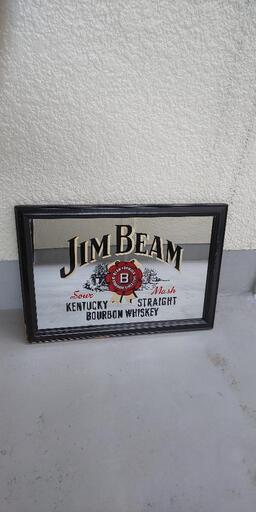 JIM BEAM
B
Sour Mash
KENTUCKY STRAIGHT
BOURBON WHISKEY